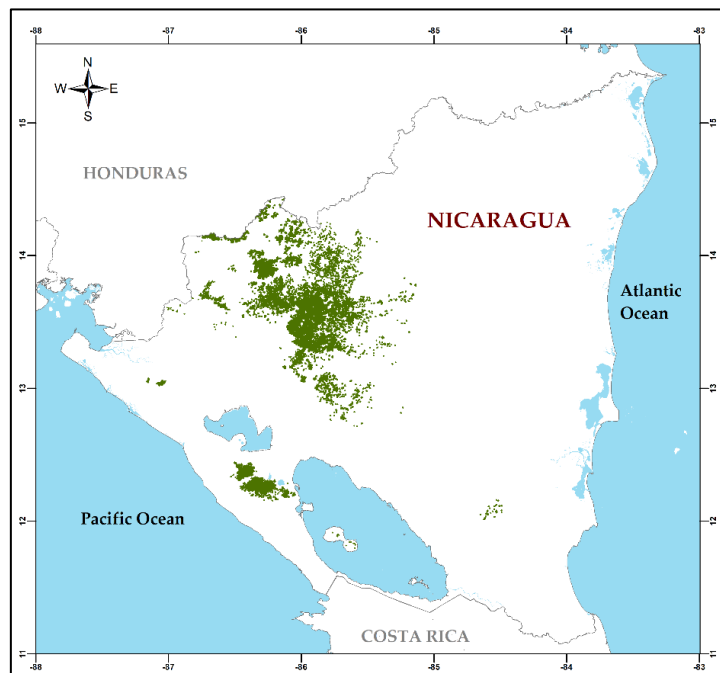 -88 -87 -86 -85 -84 -83
N
W E
S
15 15
HONDURAS
NICARAGUA
14 14
Atlantic
Ocean
13 13
12 12
Pacific Ocean
COSTA RICA
11 11
-88 -87 -86 -85 -84 -83